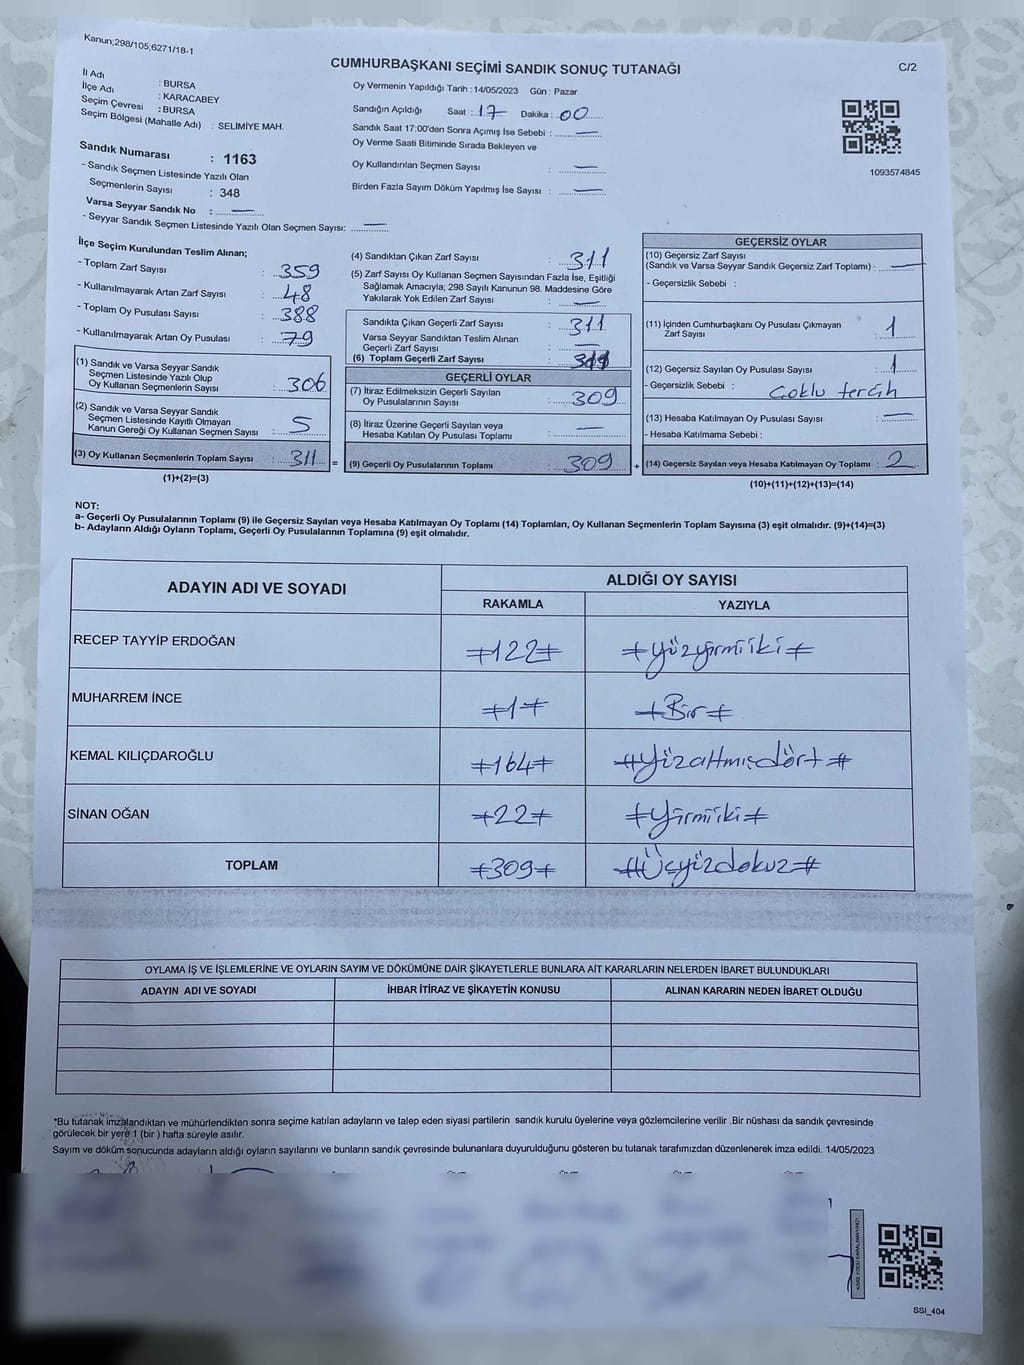 Kanun;298/105;6271/18-1
CUMHURBAŞKANI SEÇİMİ SANDIK SONUÇ TUTANAĞI
C/2
İl Adı : BURSA
İlçe Adı : KARACABEY
Seçim Çevresi : BURSA
Seçim Bölgesi (Mahalle Adı) : SELİMİYE MAH.
Sandık Numarası : 1163
- Sandık Seçmen Listesinde Yazılı Olan
Seçmenlerin Sayısı : 348
Varsa Seyyar Sandık No : —
- Seyyar Sandık Seçmen Listesinde Yazılı Olan Seçmen Sayısı: —
Oy Vermenin Yapıldığı Tarih :14/05/2023 Gün : Pazar
Sandığın Açıldığı Saat : 17 Dakika : 00
Sandık Saat 17:00'den Sonra Açımış İse Sebebi : —
Oy Verme Saati Bitiminde Sırada Bekleyen ve
Oy Kullandırılan Seçmen Sayısı : —
Birden Fazla Sayım Döküm Yapılmış İse Sayısı : —
1093574845
İlçe Seçim Kurulundan Teslim Alınan;
- Toplam Zarf Sayısı : 359
- Kullanılmayarak Artan Zarf Sayısı : 48
- Toplam Oy Pusulası Sayısı : 388
- Kullanılmayarak Artan Oy Pusulası : 79
(1) Sandık ve Varsa Seyyar Sandık
Seçmen Listesinde Yazılı Olup
Oy Kullanan Seçmenlerin Sayısı : 306
(2) Sandık ve Varsa Seyyar Sandık
Seçmen Listesinde Kayıtlı Olmayan
Kanun Gereği Oy Kullanan Seçmen Sayısı : 5
(3) Oy Kullanan Seçmenlerin Toplam Sayısı : 311
(1)+(2)=(3)
(4) Sandıktan Çıkan Zarf Sayısı : 311
(5) Zarf Sayısı Oy Kullanan Seçmen Sayısından Fazla İse, Eşitliği
Sağlamak Amacıyla; 298 Sayılı Kanunun 98. Maddesine Göre
Yakılarak Yok Edilen Zarf Sayısı : —
Sandıkta Çıkan Geçerli Zarf Sayısı : 311
Varsa Seyyar Sandıktan Teslim Alınan
Geçerli Zarf Sayısı : —
(6) Toplam Geçerli Zarf Sayısı :
GEÇERLİ OYLAR
(7) İtiraz Edilmeksizin Geçerli Sayılan
Oy Pusulalarının Sayısı : 309
(8) İtiraz Üzerine Geçerli Sayılan veya
Hesaba Katılan Oy Pusulası Toplamı : —
= (9) Geçerli Oy Pusulalarının Toplamı : 309 +
GEÇERSİZ OYLAR
(10) Geçersiz Zarf Sayısı
(Sandık ve Varsa Seyyar Sandık Geçersiz Zarf Toplamı) : —
- Geçersizlik Sebebi :
(11) İçinden Cumhurbaşkanı Oy Pusulası Çıkmayan
Zarf Sayısı : 1
(12) Geçersiz Sayılan Oy Pusulası Sayısı : 1
- Geçersizlik Sebebi : Çoklu tercih
(13) Hesaba Katılmayan Oy Pusulası Sayısı : —
- Hesaba Katılmama Sebebi :
(14) Geçersiz Sayılan veya Hesaba Katılmayan Oy Toplamı : 2
(10)+(11)+(12)+(13)=(14)
NOT:
a- Geçerli Oy Pusulalarının Toplamı (9) ile Geçersiz Sayılan veya Hesaba Katılmayan Oy Toplamı (14) Toplamları, Oy Kullanan Seçmenlerin Toplam Sayısına (3) eşit olmalıdır. (9)+(14)=(3)
b- Adayların Aldığı Oyların Toplamı, Geçerli Oy Pusulalarının Toplamına (9) eşit olmalıdır.
ADAYIN ADI VE SOYADI
ALDIĞI OY SAYISI
RAKAMLA YAZIYLA
RECEP TAYYİP ERDOĞAN ≠122≠ ≠yüzyirmiiki≠
MUHARREM İNCE ≠1≠ ≠Bir≠
KEMAL KILIÇDAROĞLU ≠164≠ #yüzaltmışdört#
SİNAN OĞAN ≠22≠ ≠yirmiiki≠
TOPLAM ≠309≠ #Üçyüzdokuz#
OYLAMA İŞ VE İŞLEMLERİNE VE OYLARIN SAYIM VE DÖKÜMÜNE DAİR ŞİKAYETLERLE BUNLARA AİT KARARLARIN NELERDEN İBARET BULUNDUKLARI
ADAYIN ADI VE SOYADI İHBAR İTİRAZ VE ŞİKAYETİN KONUSU ALINAN KARARIN NEDEN İBARET OLDUĞU
*Bu tutanak imzalandıktan ve mühürlendikten sonra seçime katılan adayların ve talep eden siyasi partilerin sandık kurulu üyelerine veya gözlemcilerine verilir .Bir nüshası da sandık çevresinde
görülecek bir yere 1 (bir ) hafta süreyle asılır.
Sayım ve döküm sonucunda adayların aldığı oyların sayılarını ve bunların sandık çevresinde bulunanlara duyurulduğunu gösteren bu tutanak tarafımızdan düzenlenerek imza edildi. 14/05/2023
SSI_404